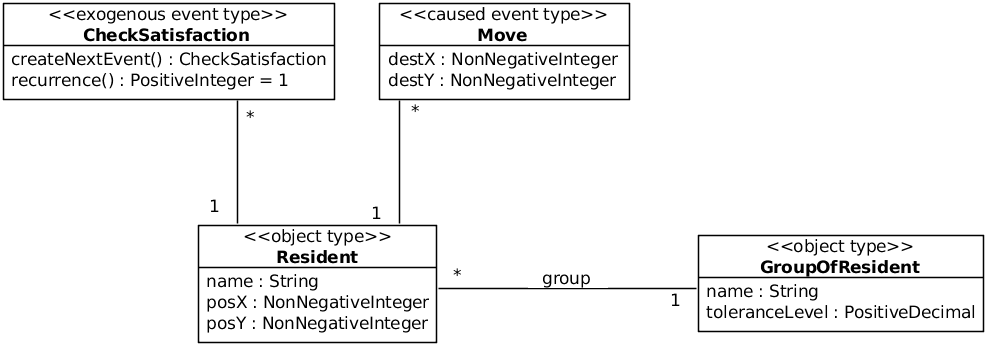 <<exogenous event type>>
CheckSatisfaction
createNextEvent() : CheckSatisfaction
recurrence() : PositiveInteger = 1
<<caused event type>>
Move
destX : NonNegativeInteger
destY : NonNegativeInteger
*
*
1
1
<<object type>>
Resident
name : String
posX : NonNegativeInteger
posY : NonNegativeInteger
*
group
1
<<object type>>
GroupOfResident
name : String
toleranceLevel : PositiveDecimal